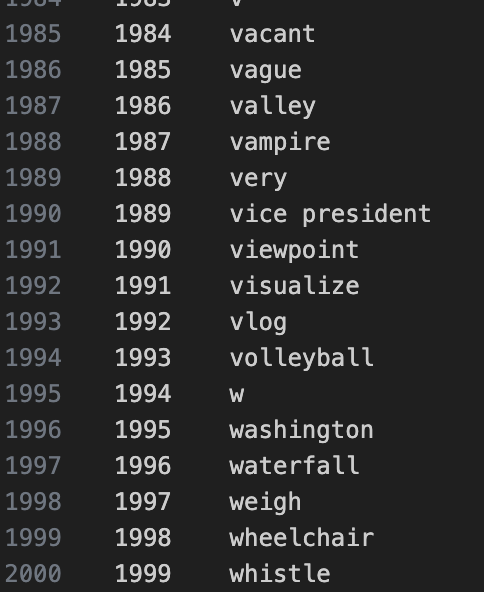 1984 1983 v
1985 1984 vacant
1986 1985 vague
1987 1986 valley
1988 1987 vampire
1989 1988 very
1990 1989 vice president
1991 1990 viewpoint
1992 1991 visualize
1993 1992 vlog
1994 1993 volleyball
1995 1994 w
1996 1995 washington
1997 1996 waterfall
1998 1997 weigh
1999 1998 wheelchair
2000 1999 whistle